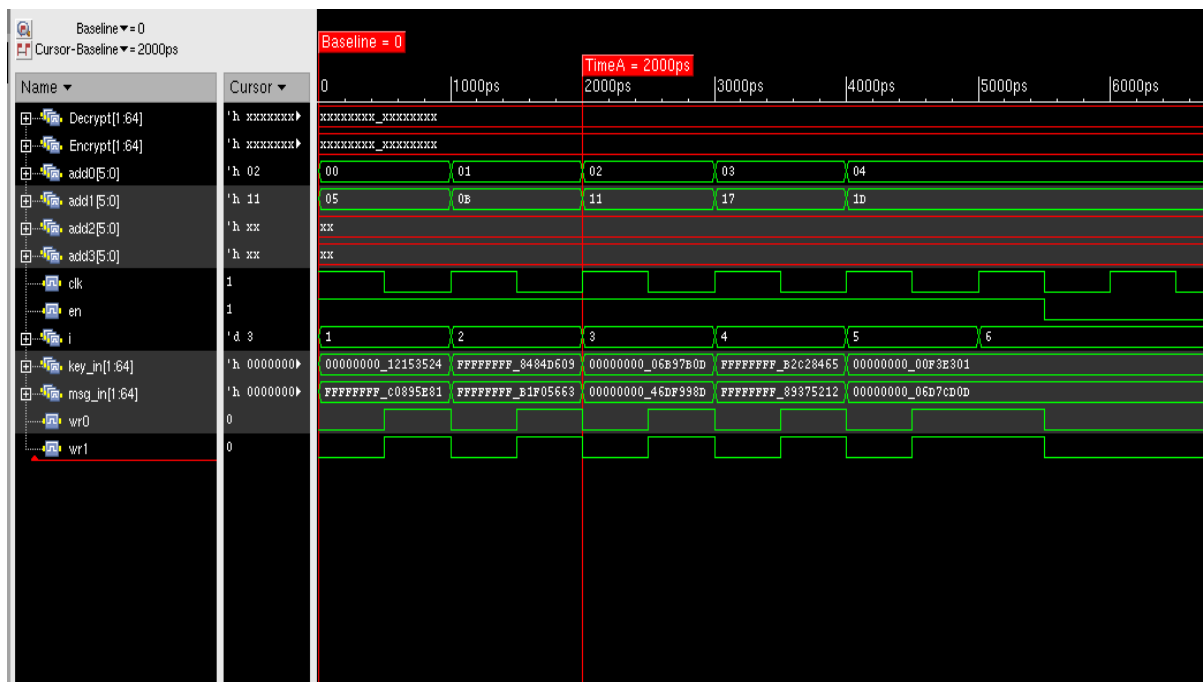 Baseline▼= 0
Cursor-Baseline▼= 2000ps
Baseline = 0
TimeA = 2000ps
Name ▼ Cursor ▼ 0 1000ps 2000ps 3000ps 4000ps 5000ps 6000ps
Decrypt[1:64] 'h xxxxxxx xxxxxxxx_xxxxxxxx
Encrypt[1:64] 'h xxxxxxx xxxxxxxx_xxxxxxxx
add0[5:0] 'h 02 00 01 02 03 04
add1[5:0] 'h 11 05 0B 11 17 1D
add2[5:0] 'h xx xx
add3[5:0] 'h xx xx
clk 1
en 1
i 'd 3 1 2 3 4 5 6
key_in[1:64] 'h 0000000 00000000_12153524 FFFFFFFF_8484D609 00000000_06B97B0D FFFFFFFF_B2C28465 00000000_00F3E301
msg_in[1:64] 'h 0000000 FFFFFFFF_C0895E81 FFFFFFFF_B1F05663 00000000_46DF998D FFFFFFFF_89375212 00000000_06D7CD0D
wr0 0
wr1 0